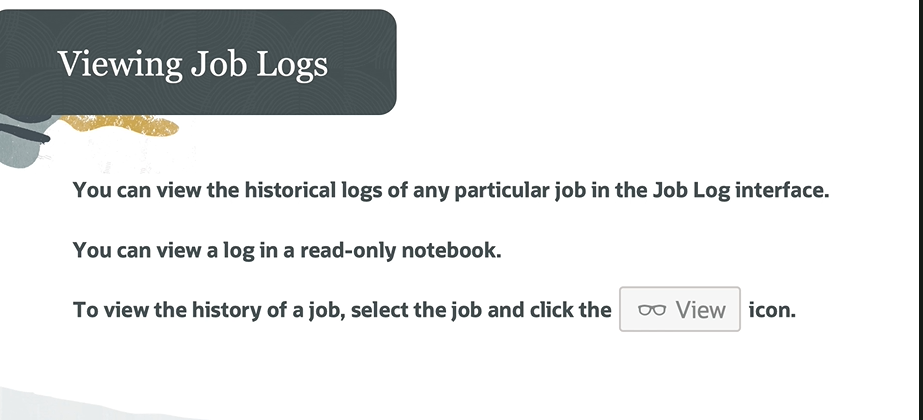 Viewing Job Logs
You can view the historical logs of any particular job in the Job Log interface.
You can view a log in a read-only notebook.
To view the history of a job, select the job and click the View icon.